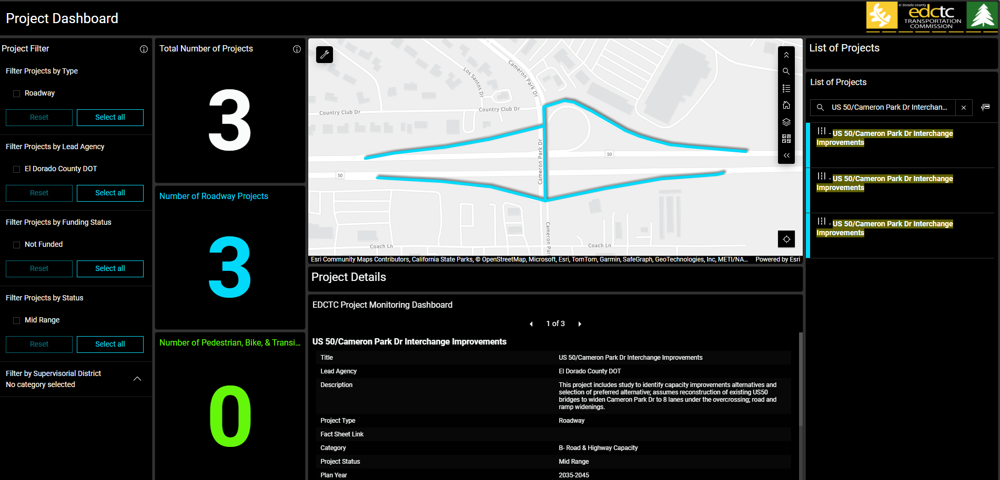 Project Dashboard
el dorado county
edctc
TRANSPORTATION
COMMISSION
Project Filter
Filter Projects by Type
Roadway
Reset
Select all
Filter Projects by Lead Agency
El Dorado County DOT
Reset
Select all
Filter Projects by Funding Status
Not Funded
Reset
Select all
Filter Projects by Status
Mid Range
Reset
Select all
Filter by Supervisorial District
No category selected
Total Number of Projects
3
Number of Roadway Projects
3
Number of Pedestrian, Bike, & Transi...
0
Cameron Park Dr
Los Santos Dr
Country Club Dr
Country Club Dr
Cameron Park Dr
50
50
Cameron Par
Coach Ln
Coach Ln
Esri Community Maps Contributors, California State Parks, © OpenStreetMap, Microsoft, Esri, TomTom, Garmin, SafeGraph, GeoTechnologies, Inc, METI/NA...
Powered by Esri
Project Details
EDCTC Project Monitoring Dashboard
1 of 3
US 50/Cameron Park Dr Interchange Improvements
Title
US 50/Cameron Park Dr Interchange Improvements
Lead Agency
El Dorado County DOT
Description
This project includes study to identify capacity improvements alternatives and
selection of preferred alternative; assumes reconstruction of existing US50
bridges to widen Cameron Park Dr to 8 lanes under the overcrossing; road and
ramp widenings.
Project Type
Roadway
Fact Sheet Link
Category
B- Road & Highway Capacity
Project Status
Mid Range
Plan Year
2035-2045
List of Projects
List of Projects
US 50/Cameron Park Dr Interchan...
- US 50/Cameron Park Dr Interchange
Improvements
- US 50/Cameron Park Dr Interchange
Improvements
- US 50/Cameron Park Dr Interchange
Improvements